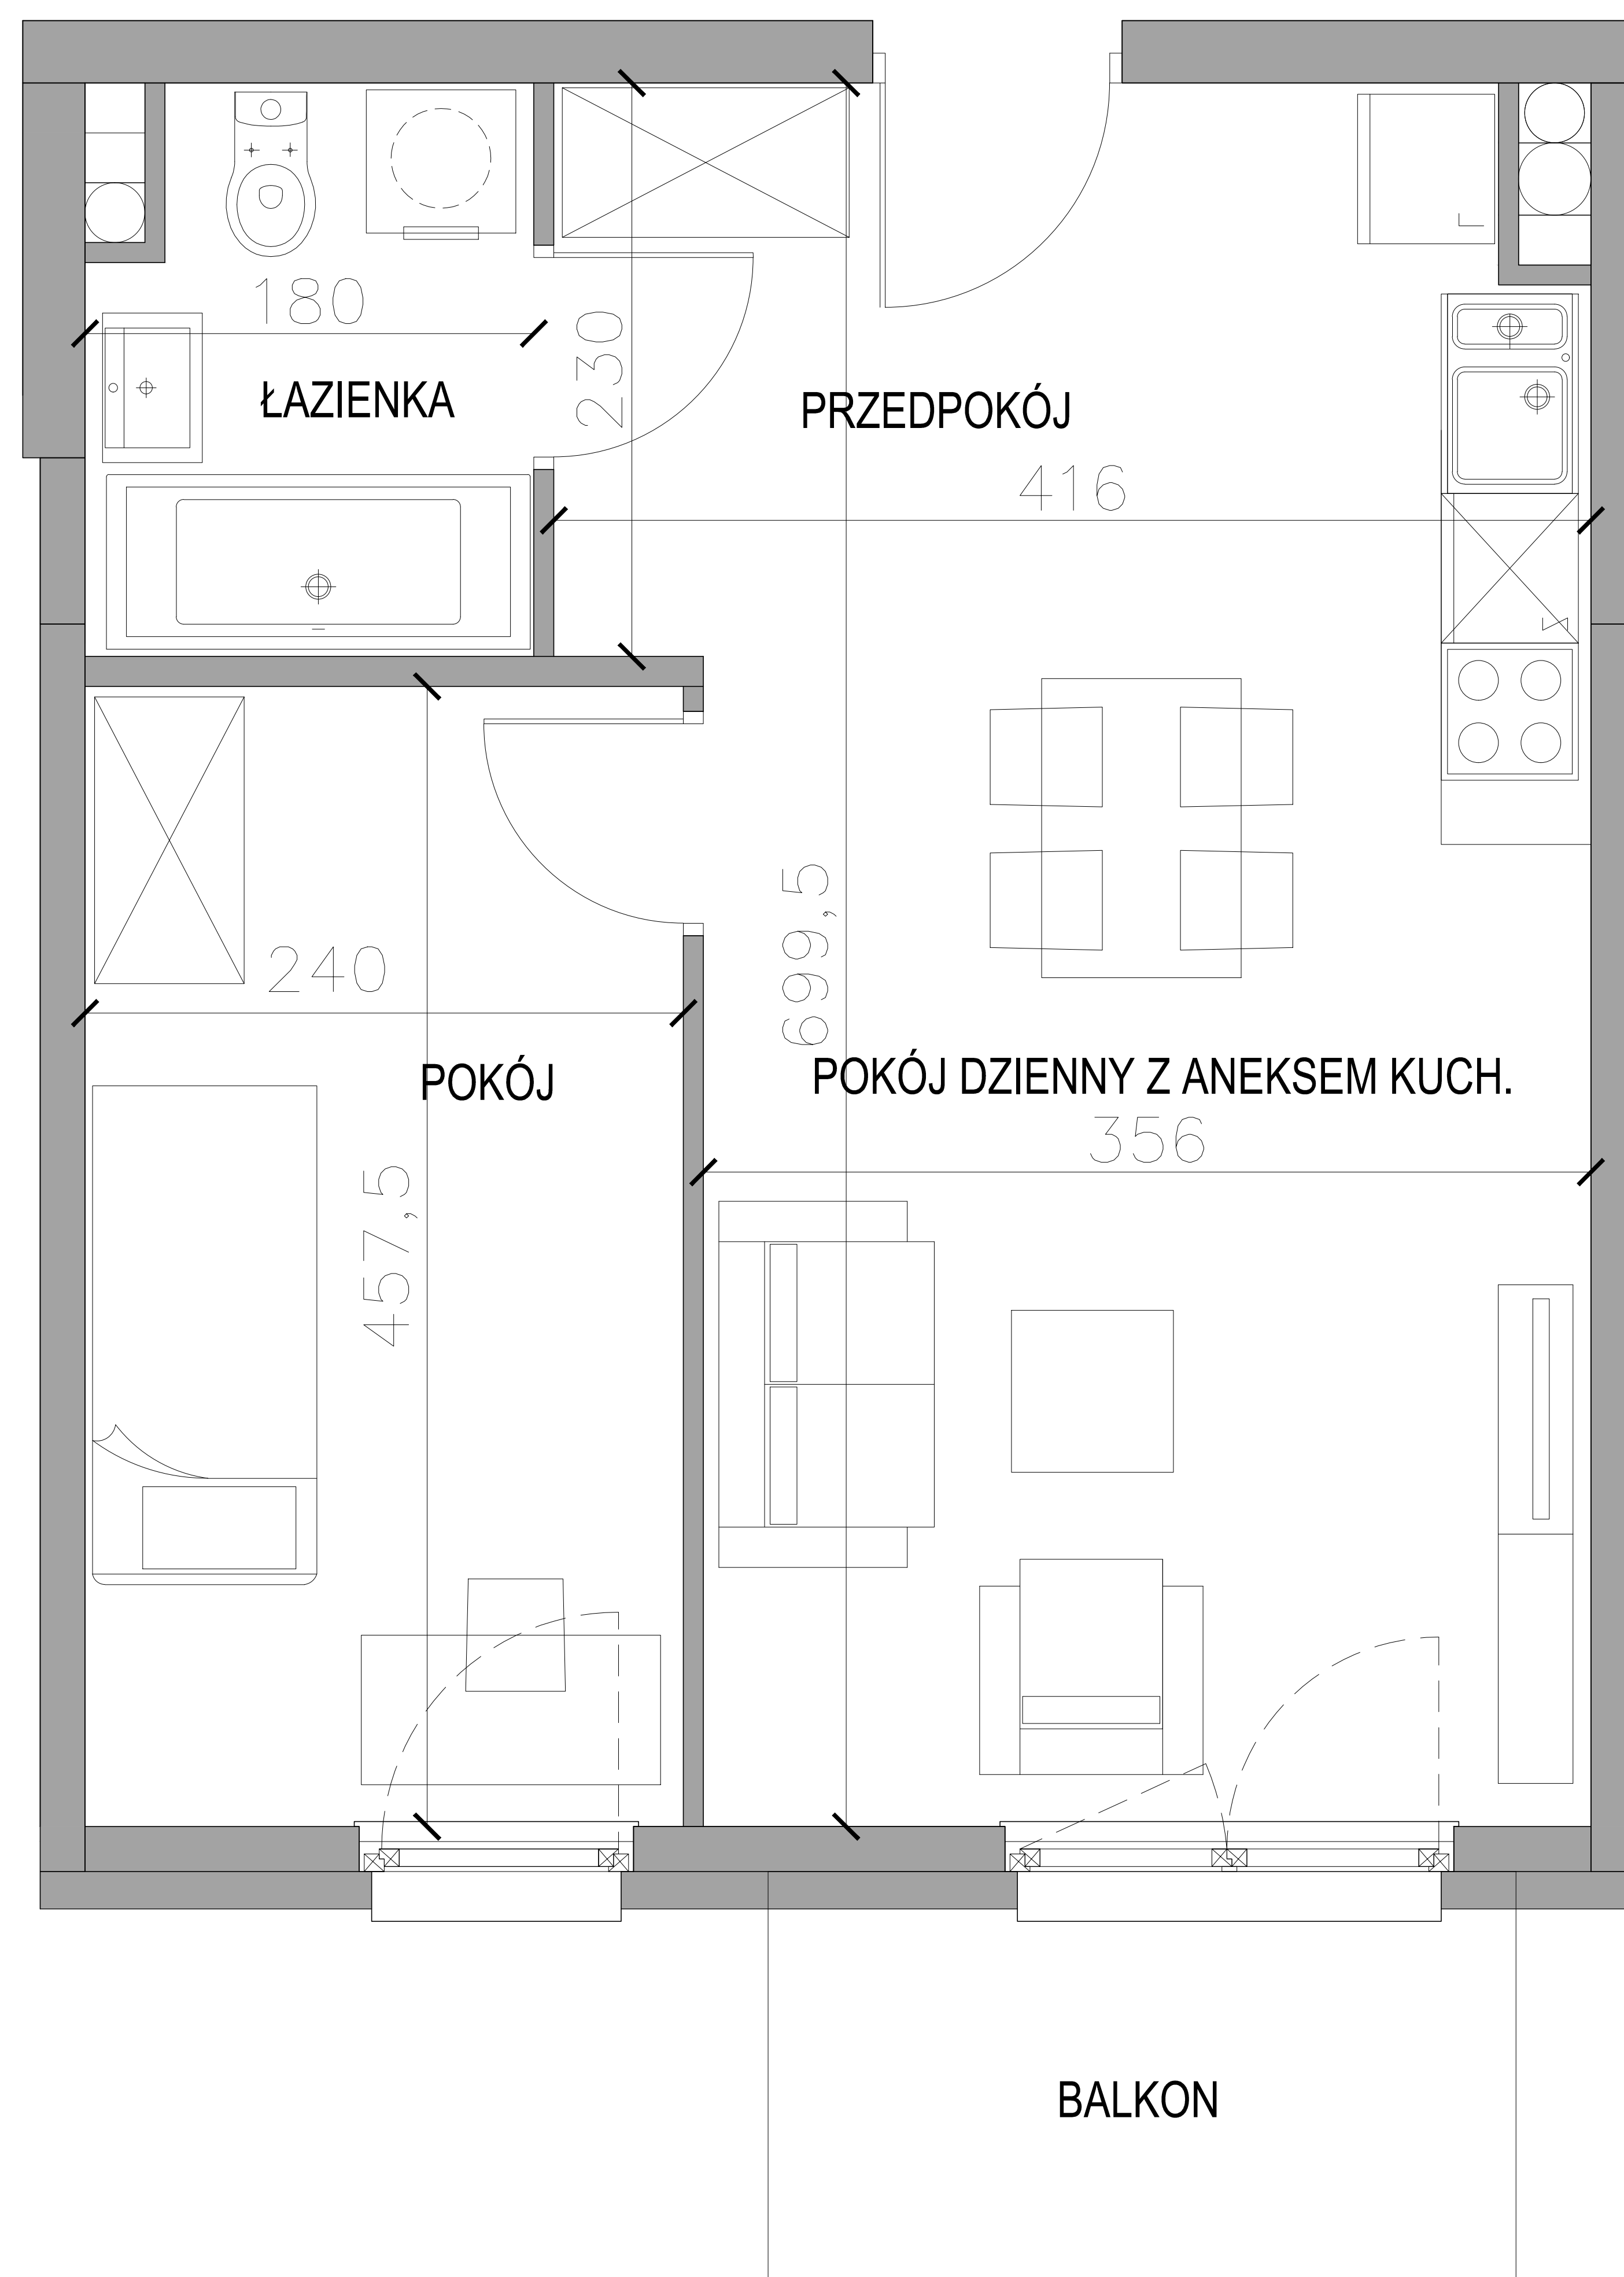 180
ŁAZIENKA
230
PRZEDPOKÓJ
416
699,5
240
POKÓJ
POKÓJ DZIENNY Z ANEKSEM KUCH.
356
457,5
BALKON